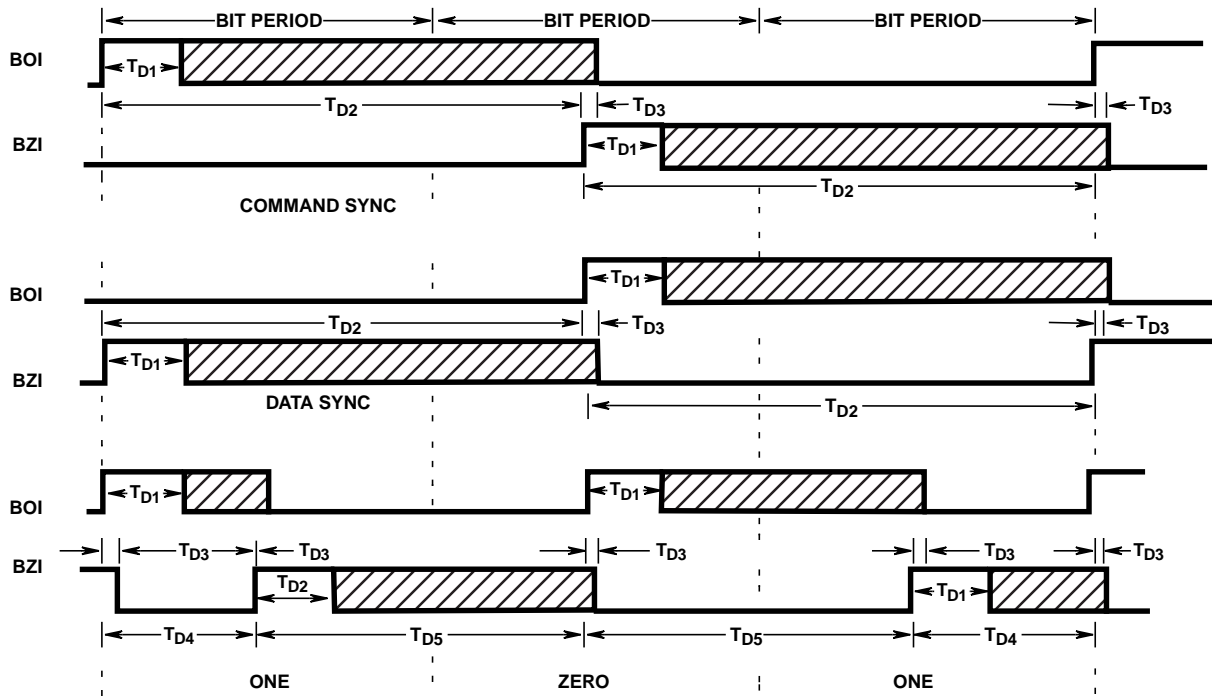 BIT PERIOD BIT PERIOD BIT PERIOD
BOI
TD1
TD2 TD3 TD3
BZI
TD1
TD2
COMMAND SYNC
BOI
TD1
TD2 TD3 TD3
BZI
TD1
DATA SYNC
TD2
BOI
TD1 TD1
TD3 TD3 TD3 TD3 TD3
BZI
TD2 TD1
TD4 TD5 TD5 TD4
ONE ZERO ONE